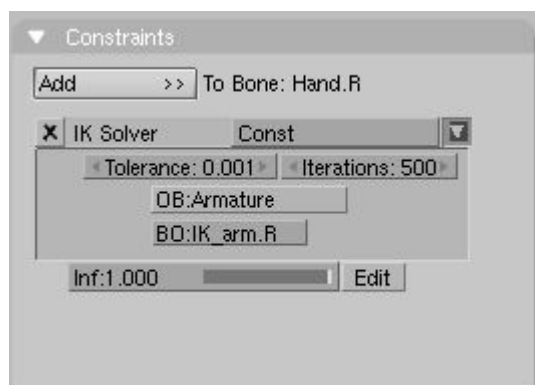 Constraints
Add >> To Bone: Hand.R
X IK Solver Const
Tolerance: 0.001 Iterations: 500
OB:Armature
BO:IK_arm.R
Inf:1.000 Edit